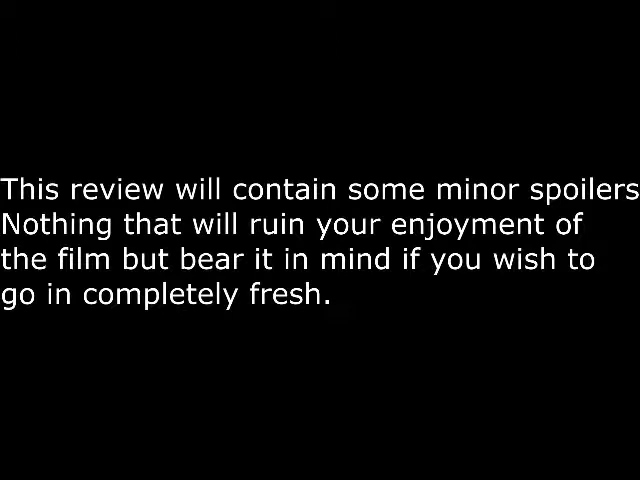 This review will contain some minor spoilers
Nothing that will ruin your enjoyment of
the film but bear it in mind if you wish to
go in completely fresh.